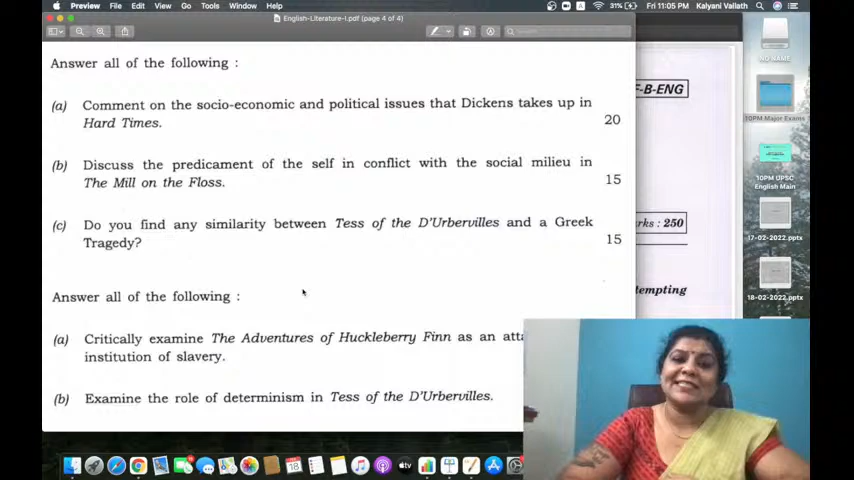 Preview File Edit View Go Tools Window Help
31% Fri 11:05 PM Kalyani Vallath
English-Literature-I.pdf (page 4 of 4)
Search
Answer all of the following :
(a) Comment on the socio-economic and political issues that Dickens takes up in
Hard Times. 20
(b) Discuss the predicament of the self in conflict with the social milieu in
The Mill on the Floss. 15
(c) Do you find any similarity between Tess of the D'Urbervilles and a Greek
Tragedy? 15
Answer all of the following :
(a) Critically examine The Adventures of Huckleberry Finn as an atta
institution of slavery.
(b) Examine the role of determinism in Tess of the D'Urbervilles.
F-B-ENG
rks : 250
tempting
NO NAME
10PM Major Exams
10PM UPSC
English Main
17-02-2022.pptx
18-02-2022.pptx
18
tv